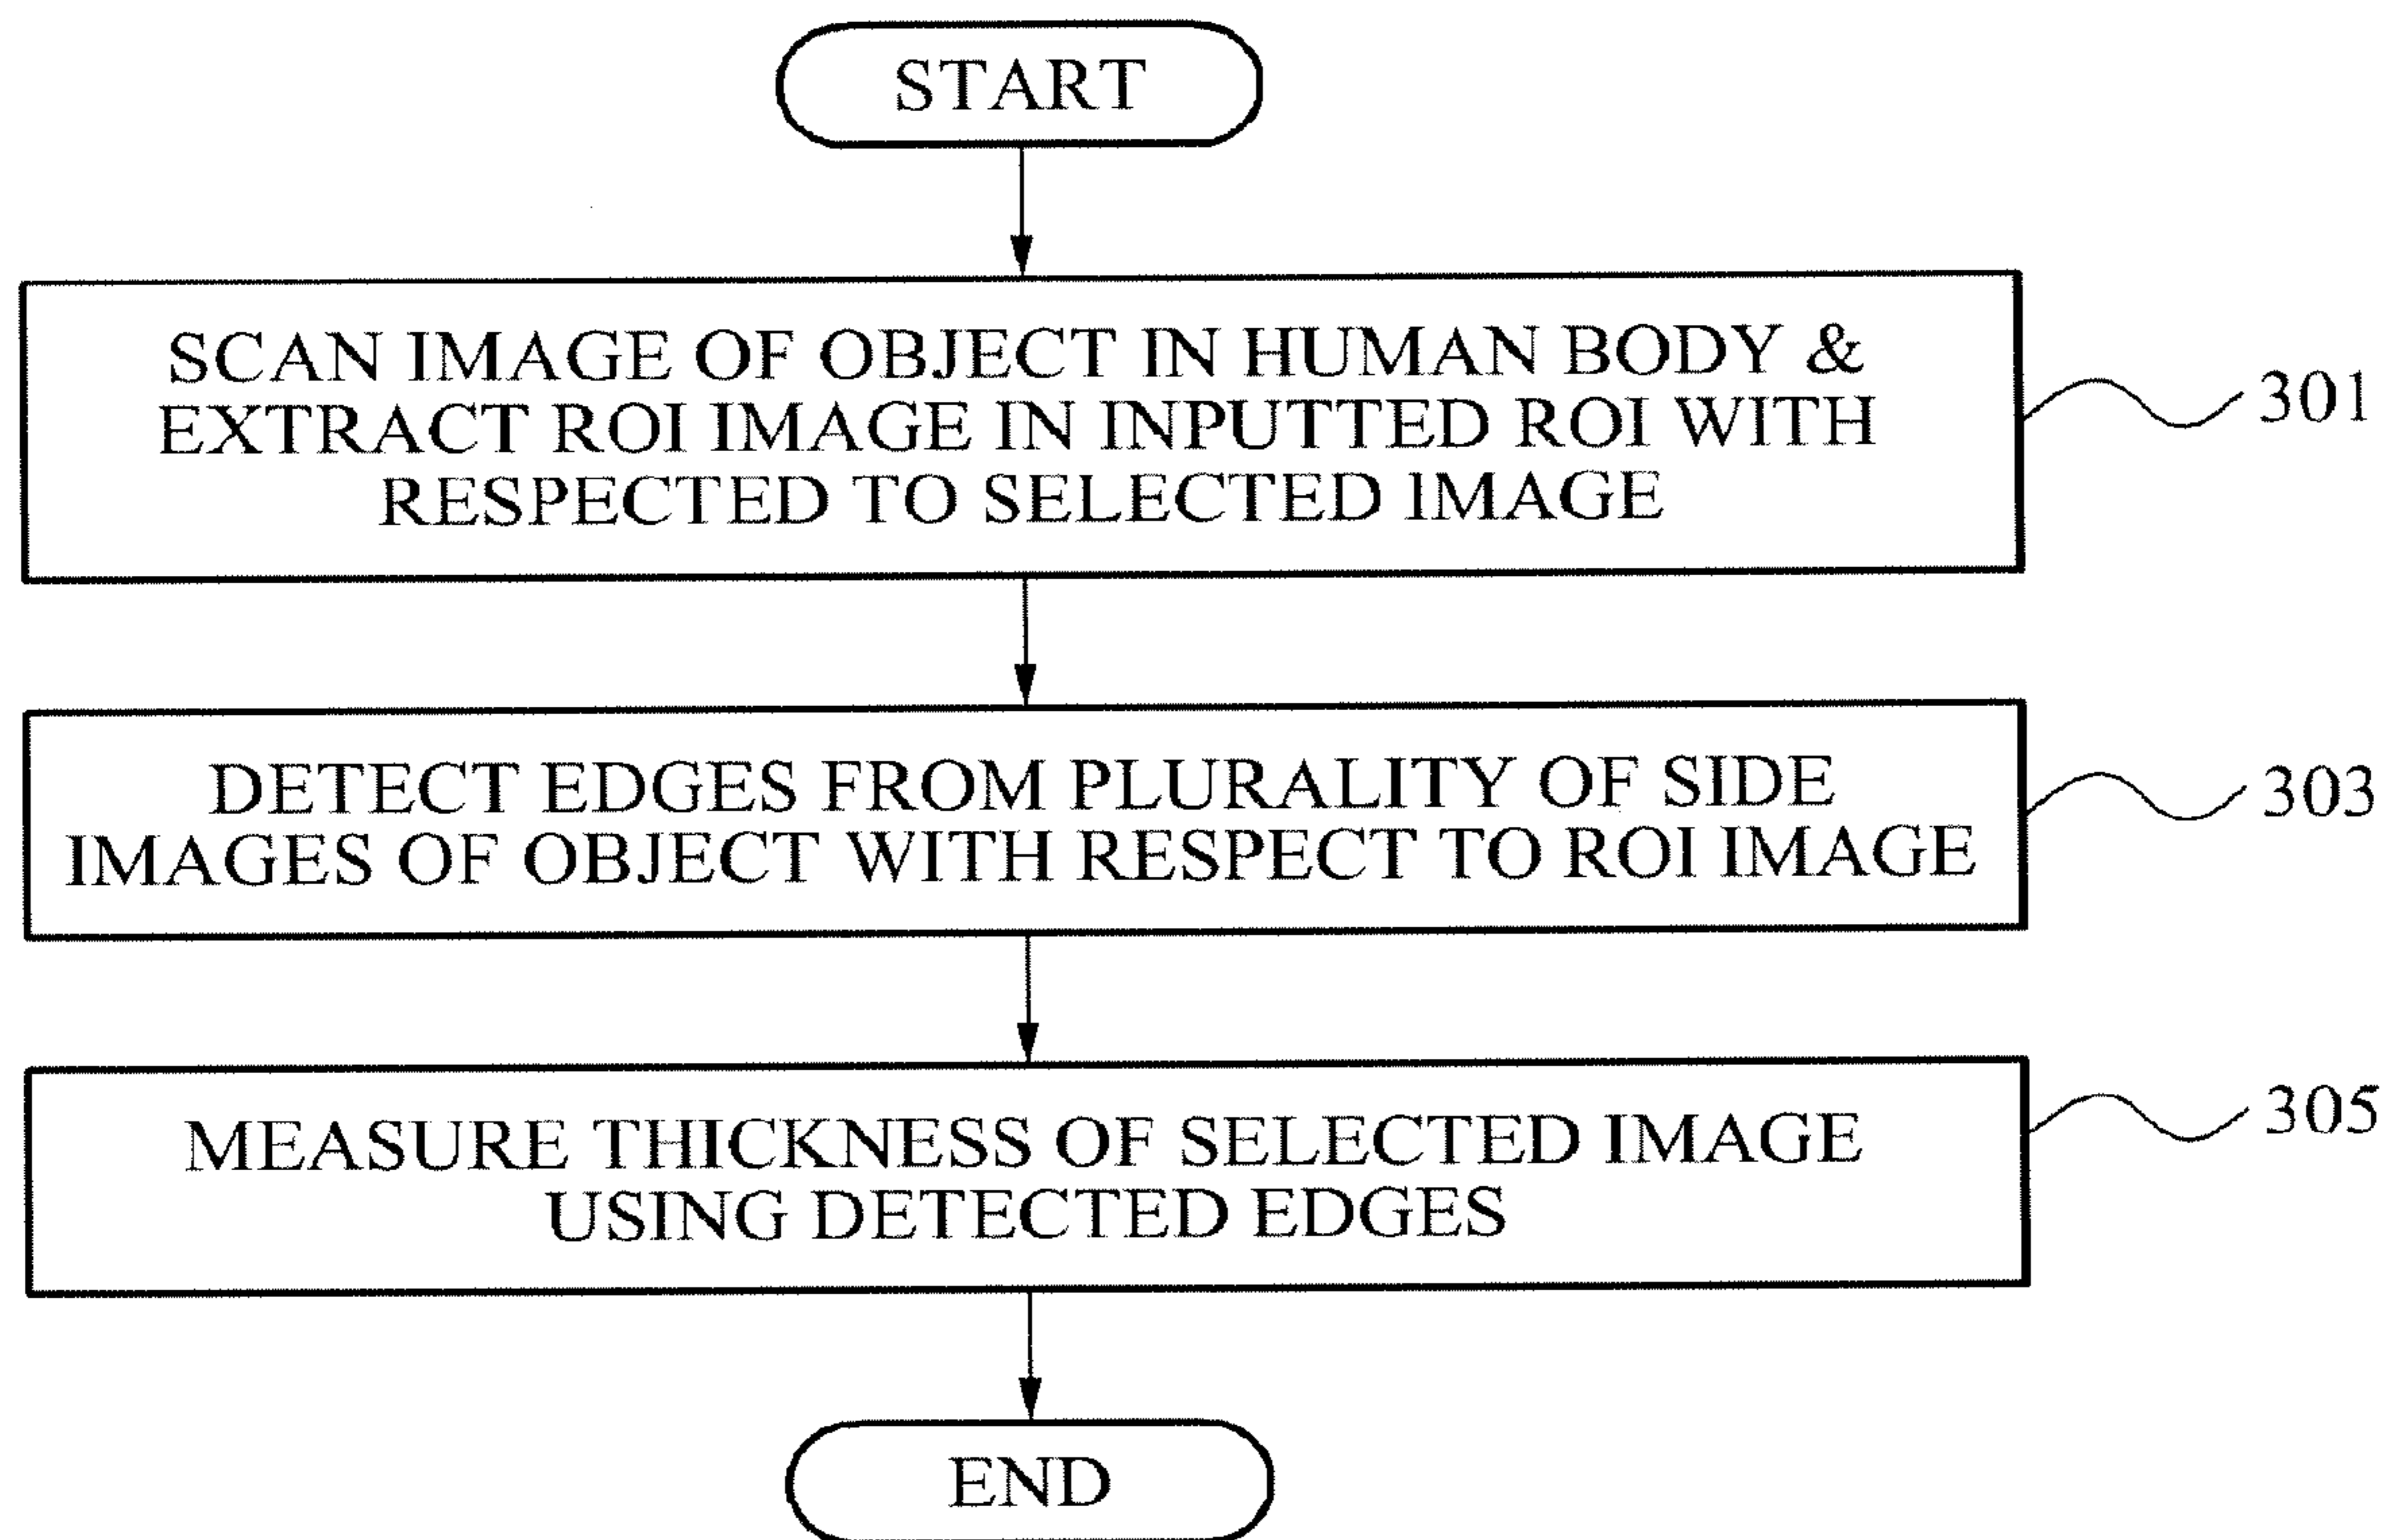 START
SCAN IMAGE OF OBJECT IN HUMAN BODY &
EXTRACT ROI IMAGE IN INPUTTED ROI WITH
RESPECTED TO SELECTED IMAGE
301
DETECT EDGES FROM PLURALITY OF SIDE
IMAGES OF OBJECT WITH RESPECT TO ROI IMAGE
303
MEASURE THICKNESS OF SELECTED IMAGE
USING DETECTED EDGES
305
END